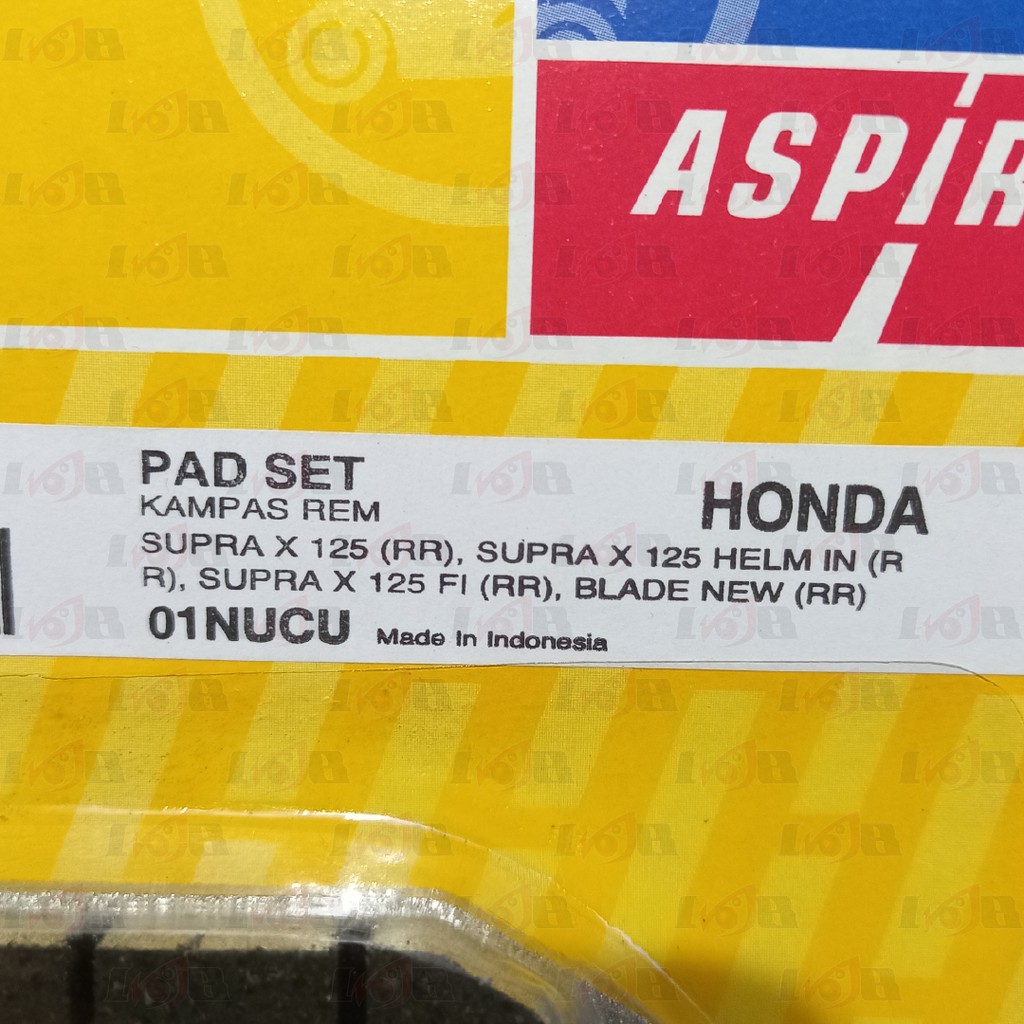 ASPIR
PAD SET
KAMPAS REM
HONDA
SUPRA X 125 (RR), SUPRA X 125 HELM IN (R
R), SUPRA X 125 FI (RR), BLADE NEW (RR)
01NUCU Made In Indonesia